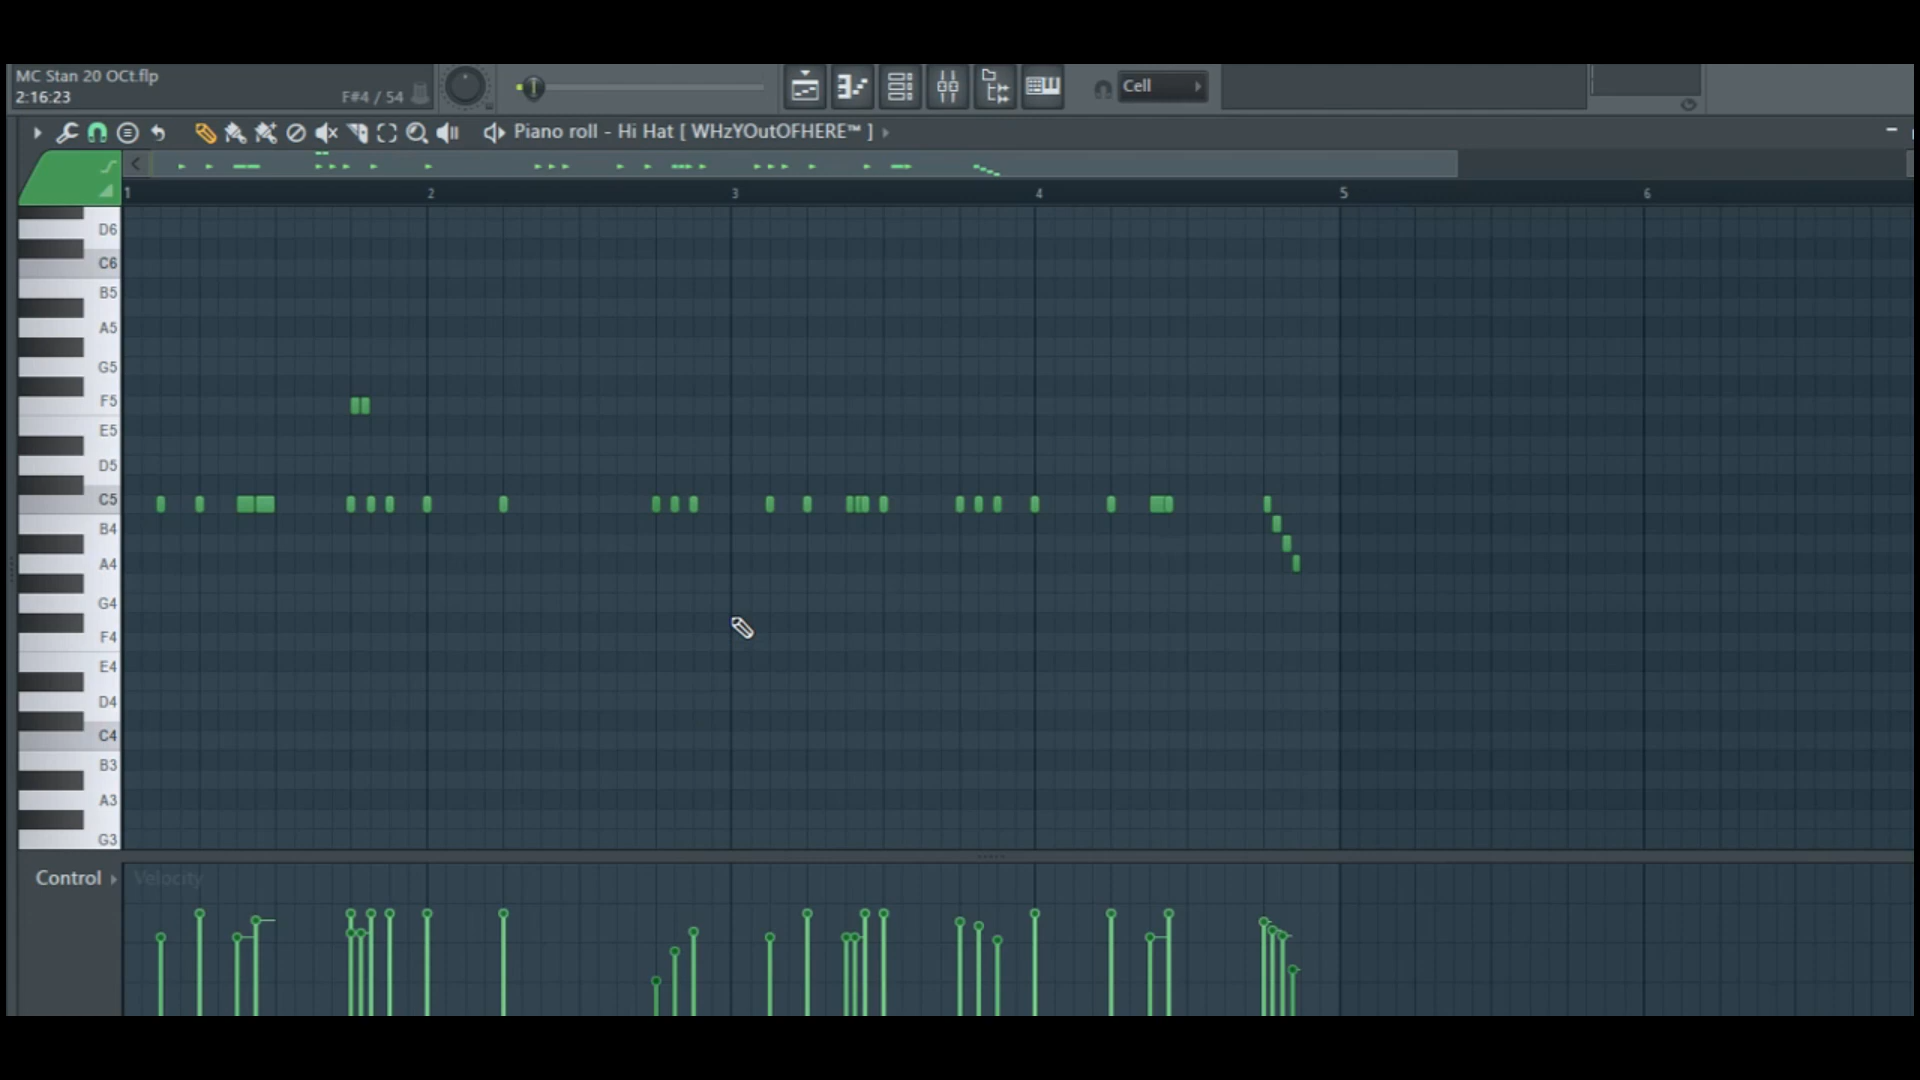 MC Stan 20 OCt.flp
2:16:23
F#4 / 54
Cell
Piano roll - Hi Hat [ WHzYOutOFHERE™ ]
1 2 3 4 5 6
D6
C6
B5
A5
G5
F5
E5
D5
C5
B4
A4
G4
F4
E4
D4
C4
B3
A3
G3
Control
Velocity